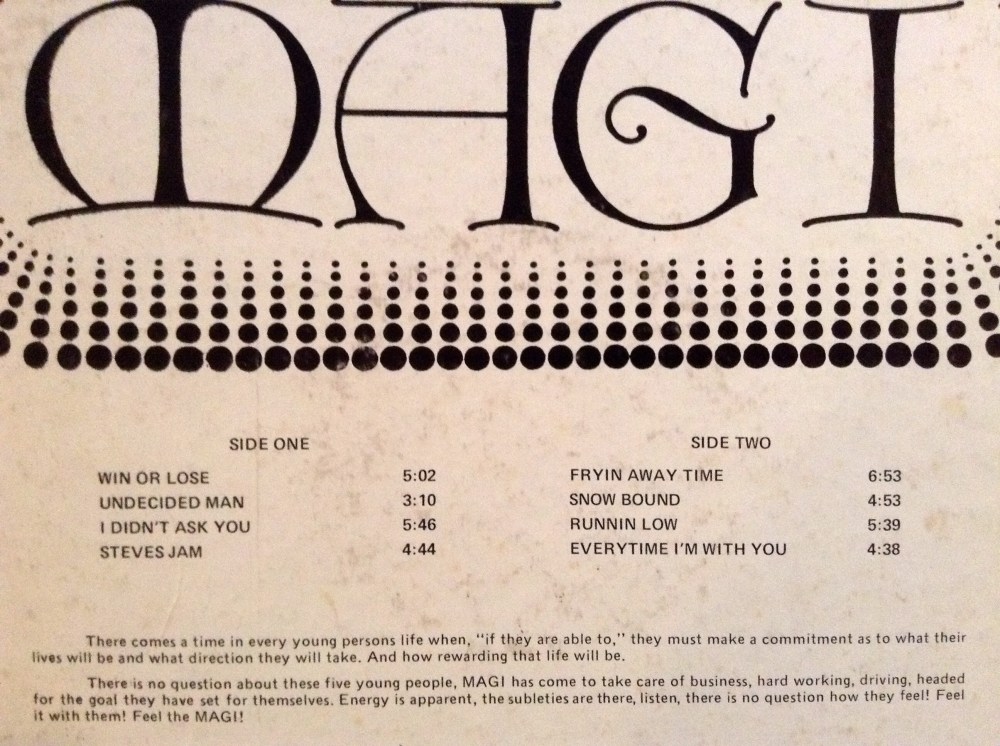 MAGI
SIDE ONE
WIN OR LOSE 5:02
UNDECIDED MAN 3:10
I DIDN'T ASK YOU 5:46
STEVES JAM 4:44
SIDE TWO
FRYIN AWAY TIME 6:53
SNOW BOUND 4:53
RUNNIN LOW 5:39
EVERYTIME I'M WITH YOU 4:38
There comes a time in every young persons life when, "if they are able to," they must make a commitment as to what their
lives will be and what direction they will take. And how rewarding that life will be.
There is no question about these five young people, MAGI has come to take care of business, hard working, driving, headed
for the goal they have set for themselves. Energy is apparent, the subleties are there, listen, there is no question how they feel! Feel
it with them! Feel the MAGI!